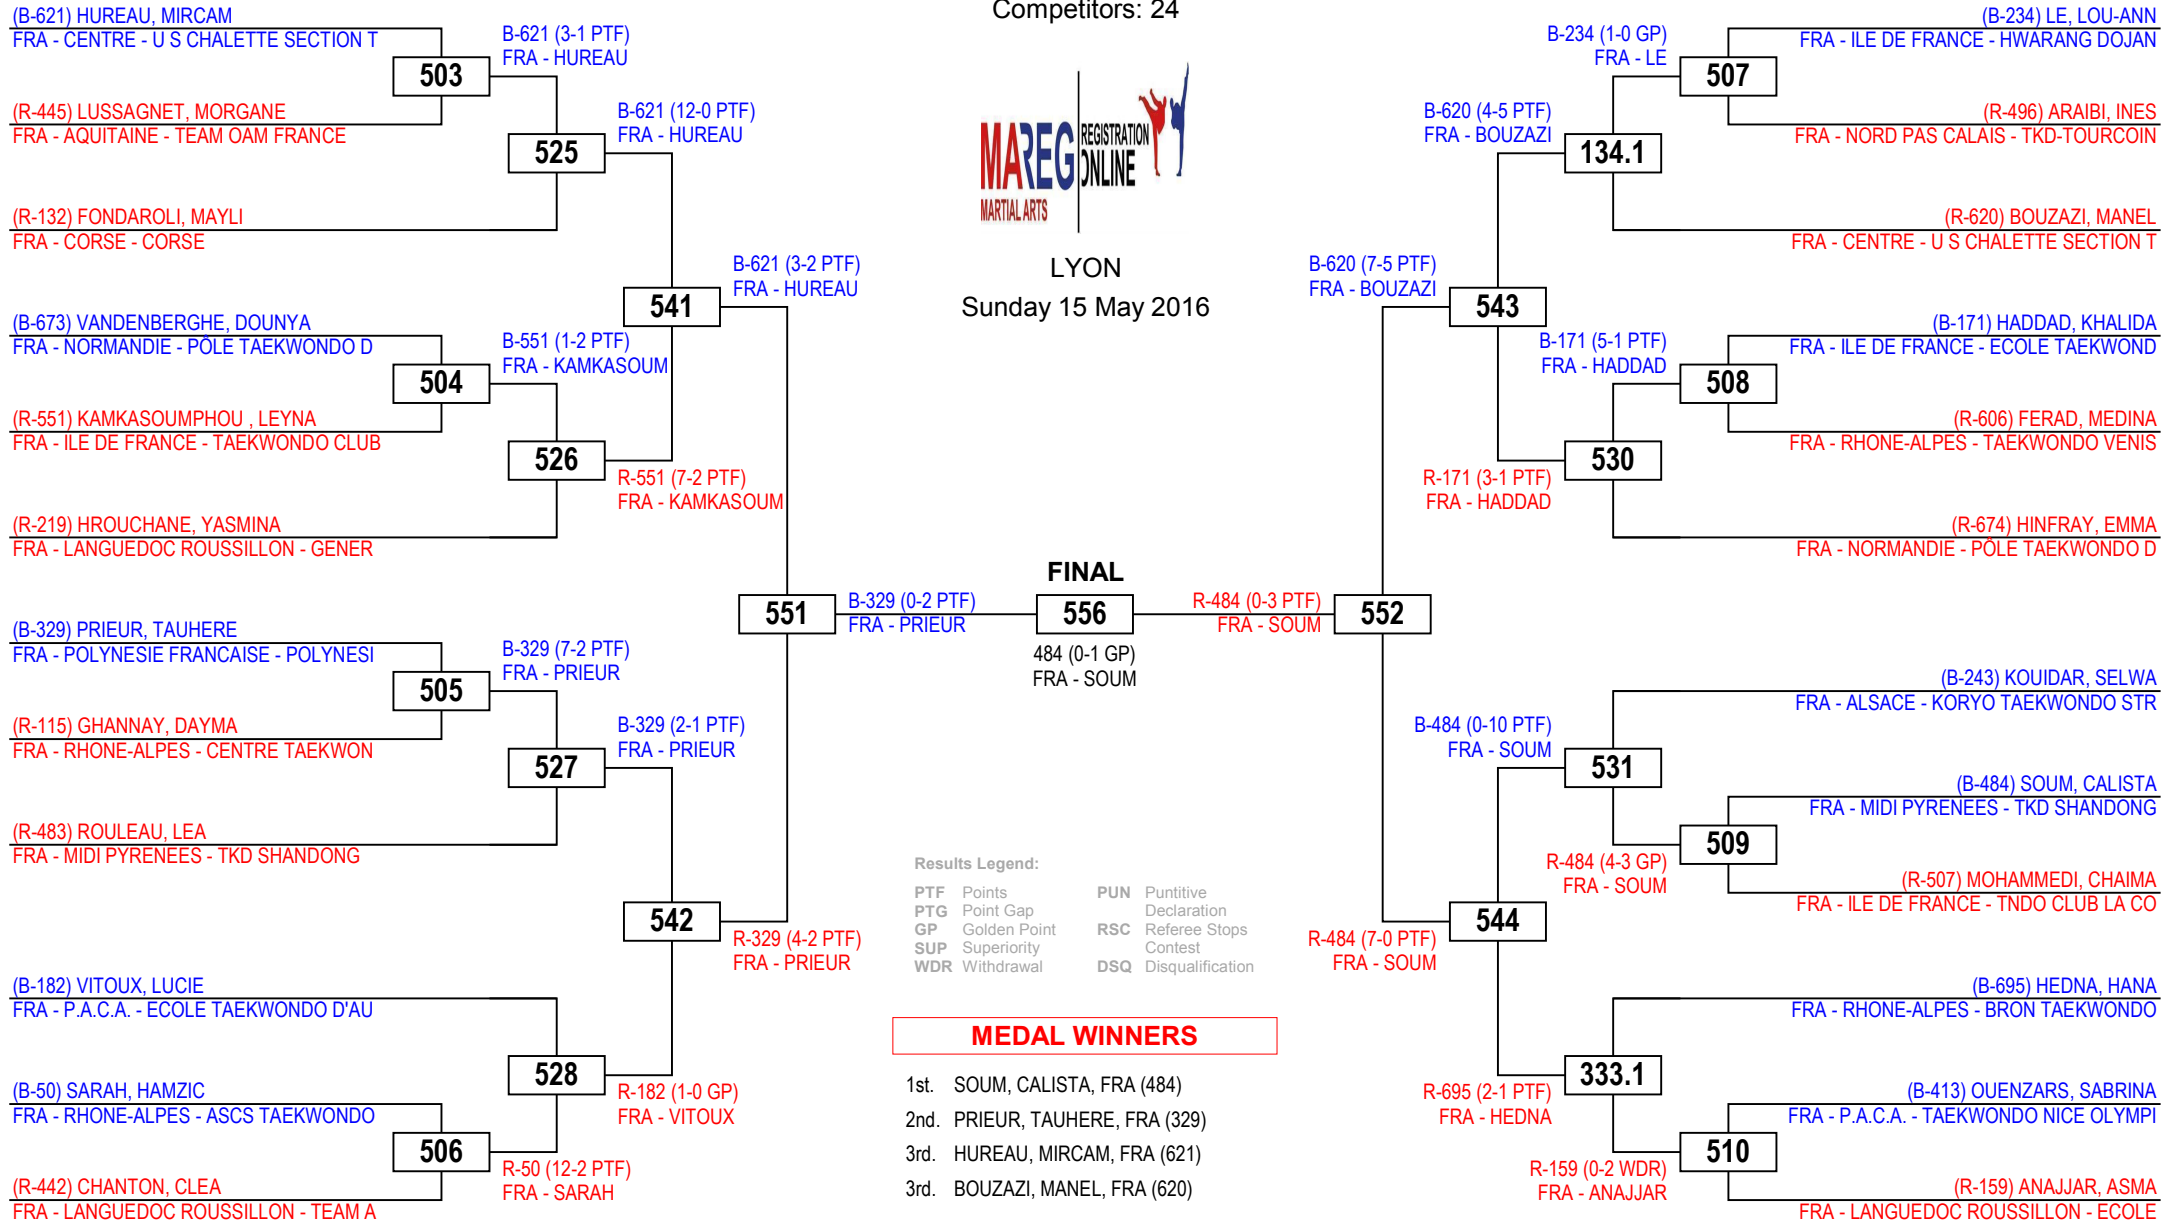 Competitors: 24
MAREG
MARTIAL ARTS
REGISTRATION
ONLINE
LYON
Sunday 15 May 2016
(B-621) HUREAU, MIRCAM
FRA - CENTRE - U S CHALETTE SECTION T
503
(R-445) LUSSAGNET, MORGANE
FRA - AQUITAINE - TEAM OAM FRANCE
B-621 (3-1 PTF)
FRA - HUREAU
525
(R-132) FONDAROLI, MAYLI
FRA - CORSE - CORSE
B-621 (12-0 PTF)
FRA - HUREAU
541
(B-673) VANDENBERGHE, DOUNYA
FRA - NORMANDIE - PÔLE TAEKWONDO D
504
(R-551) KAMKASOUMPHOU , LEYNA
FRA - ILE DE FRANCE - TAEKWONDO CLUB
B-551 (1-2 PTF)
FRA - KAMKASOUM
526
(R-219) HROUCHANE, YASMINA
FRA - LANGUEDOC ROUSSILLON - GENER
R-551 (7-2 PTF)
FRA - KAMKASOUM
B-621 (3-2 PTF)
FRA - HUREAU
551
(B-329) PRIEUR, TAUHERE
FRA - POLYNESIE FRANCAISE - POLYNESI
505
(R-115) GHANNAY, DAYMA
FRA - RHONE-ALPES - CENTRE TAEKWON
B-329 (7-2 PTF)
FRA - PRIEUR
527
(R-483) ROULEAU, LEA
FRA - MIDI PYRENEES - TKD SHANDONG
B-329 (2-1 PTF)
FRA - PRIEUR
542
(B-182) VITOUX, LUCIE
FRA - P.A.C.A. - ECOLE TAEKWONDO D'AU
528
(B-50) SARAH, HAMZIC
FRA - RHONE-ALPES - ASCS TAEKWONDO
506
(R-442) CHANTON, CLEA
FRA - LANGUEDOC ROUSSILLON - TEAM A
R-50 (12-2 PTF)
FRA - SARAH
R-182 (1-0 GP)
FRA - VITOUX
R-329 (4-2 PTF)
FRA - PRIEUR
B-329 (0-2 PTF)
FRA - PRIEUR
FINAL
556
484 (0-1 GP)
FRA - SOUM
R-484 (0-3 PTF)
FRA - SOUM
552
(B-234) LE, LOU-ANN
FRA - ILE DE FRANCE - HWARANG DOJAN
507
(R-496) ARAIBI, INES
FRA - NORD PAS CALAIS - TKD-TOURCOIN
B-234 (1-0 GP)
FRA - LE
134.1
(R-620) BOUZAZI, MANEL
FRA - CENTRE - U S CHALETTE SECTION T
B-620 (4-5 PTF)
FRA - BOUZAZI
543
B-620 (7-5 PTF)
FRA - BOUZAZI
(B-171) HADDAD, KHALIDA
FRA - ILE DE FRANCE - ECOLE TAEKWOND
508
(R-606) FERAD, MEDINA
FRA - RHONE-ALPES - TAEKWONDO VENIS
B-171 (5-1 PTF)
FRA - HADDAD
530
(R-674) HINFRAY, EMMA
FRA - NORMANDIE - PÔLE TAEKWONDO D
R-171 (3-1 PTF)
FRA - HADDAD
(B-243) KOUIDAR, SELWA
FRA - ALSACE - KORYO TAEKWONDO STR
531
(B-484) SOUM, CALISTA
FRA - MIDI PYRENEES - TKD SHANDONG
509
(R-507) MOHAMMEDI, CHAIMA
FRA - ILE DE FRANCE - TNDO CLUB LA CO
R-484 (4-3 GP)
FRA - SOUM
B-484 (0-10 PTF)
FRA - SOUM
544
R-484 (7-0 PTF)
FRA - SOUM
(B-695) HEDNA, HANA
FRA - RHONE-ALPES - BRON TAEKWONDO
333.1
(B-413) OUENZARS, SABRINA
FRA - P.A.C.A. - TAEKWONDO NICE OLYMPI
510
(R-159) ANAJJAR, ASMA
FRA - LANGUEDOC ROUSSILLON - ECOLE
R-159 (0-2 WDR)
FRA - ANAJJAR
R-695 (2-1 PTF)
FRA - HEDNA
Results Legend:
PTF Points
PTG Point Gap
GP Golden Point
SUP Superiority
WDR Withdrawal
PUN Puntitive
Declaration
RSC Referee Stops
Contest
DSQ Disqualification
MEDAL WINNERS
1st. SOUM, CALISTA, FRA (484)
2nd. PRIEUR, TAUHERE, FRA (329)
3rd. HUREAU, MIRCAM, FRA (621)
3rd. BOUZAZI, MANEL, FRA (620)